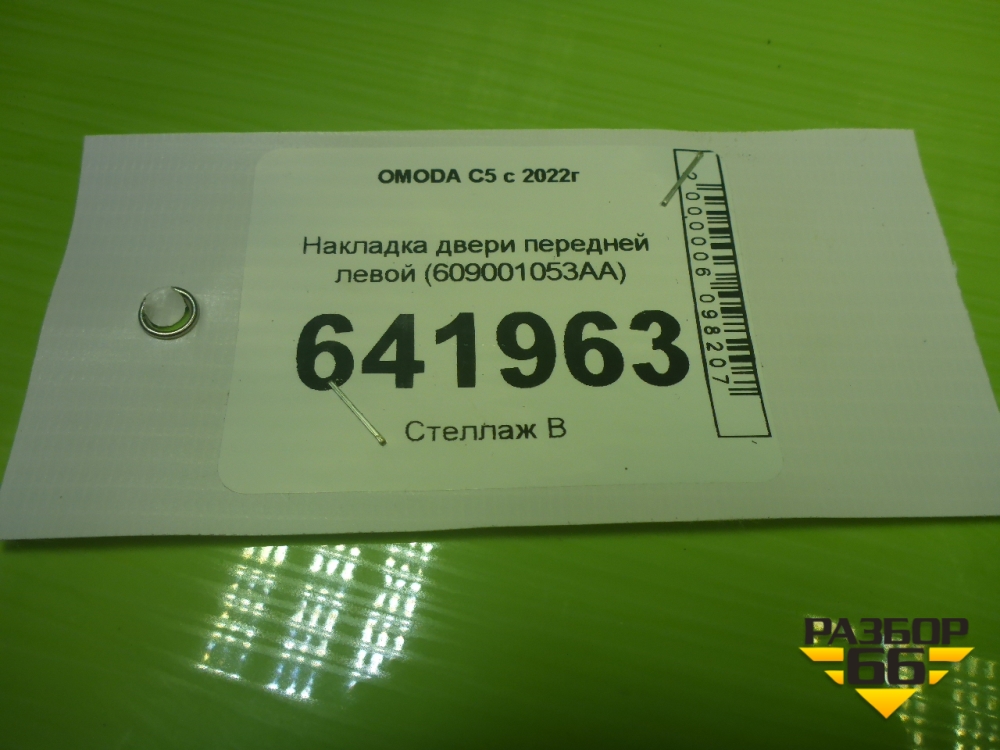 OMODA C5 с 2022г
Накладка двери передней
левой (609001053AA)
641963
Стеллаж В
2000006098207
РАЗБОР
66